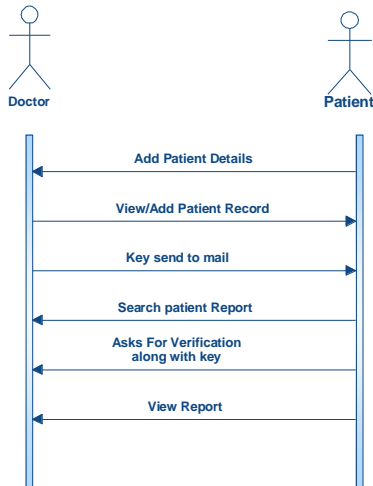 Doctor
Patient
Add Patient Details
View/Add Patient Record
Key send to mail
Search patient Report
Asks For Verification
along with key
View Report